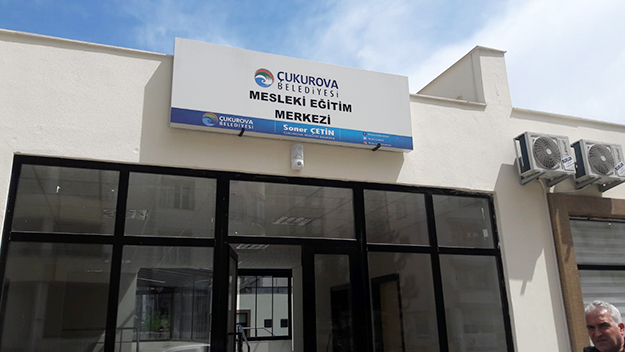 ÇUKUROVA
BELEDİYESİ
MESLEKİ EĞİTİM
MERKEZİ
ÇUKUROVA
BELEDİYESİ
Soner ÇETİN